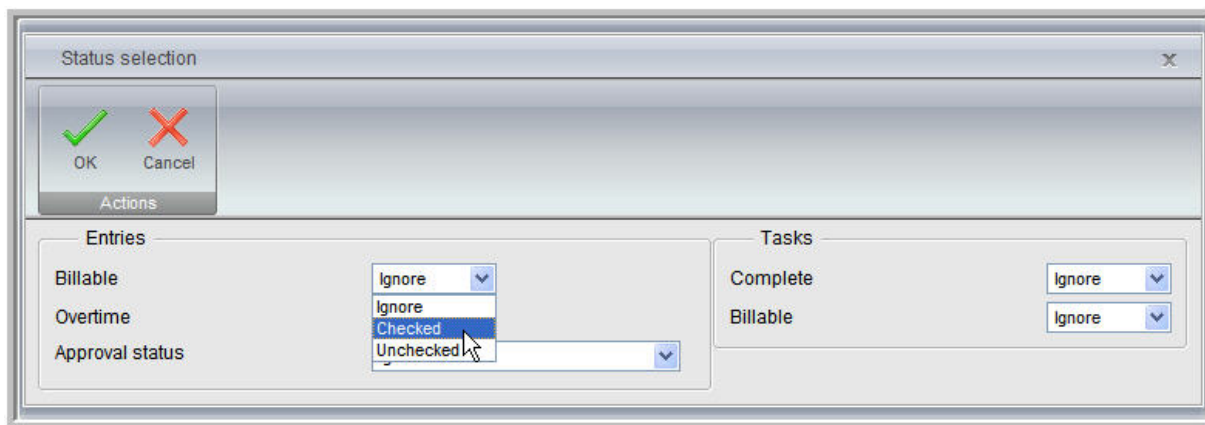 Status selection
x
OK Cancel
Actions
Entries
Billable Ignore
Ignore
Overtime
Checked
Unchecked
Approval status
Tasks
Complete Ignore
Billable Ignore